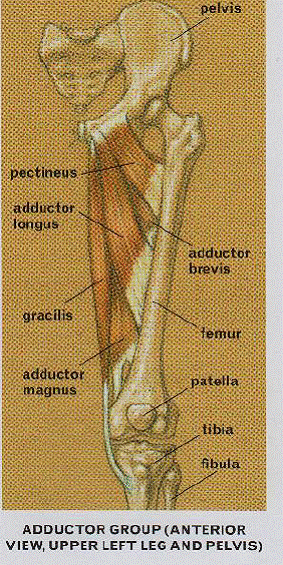 pelvis
pectineus
adductor
longus
adductor
brevis
gracilis
femur
adductor
magnus
patella
tibia
fibula
ADDUCTOR GROUP (ANTERIOR
VIEW, UPPER LEFT LEG AND PELVIS)